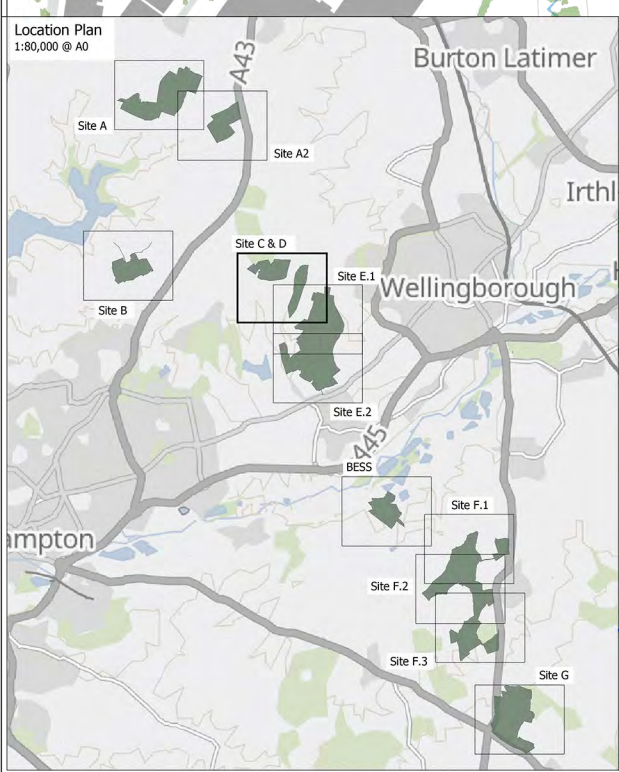 Location Plan
1:80,000 @ A0
A43
Burton Latimer
Site A
Site A2
Irthl
Site C & D
Site B
Site E.1
Wellingborough
Site E.2
A45
BESS
Site F.1
ampton
Site F.2
Site F.3
Site G